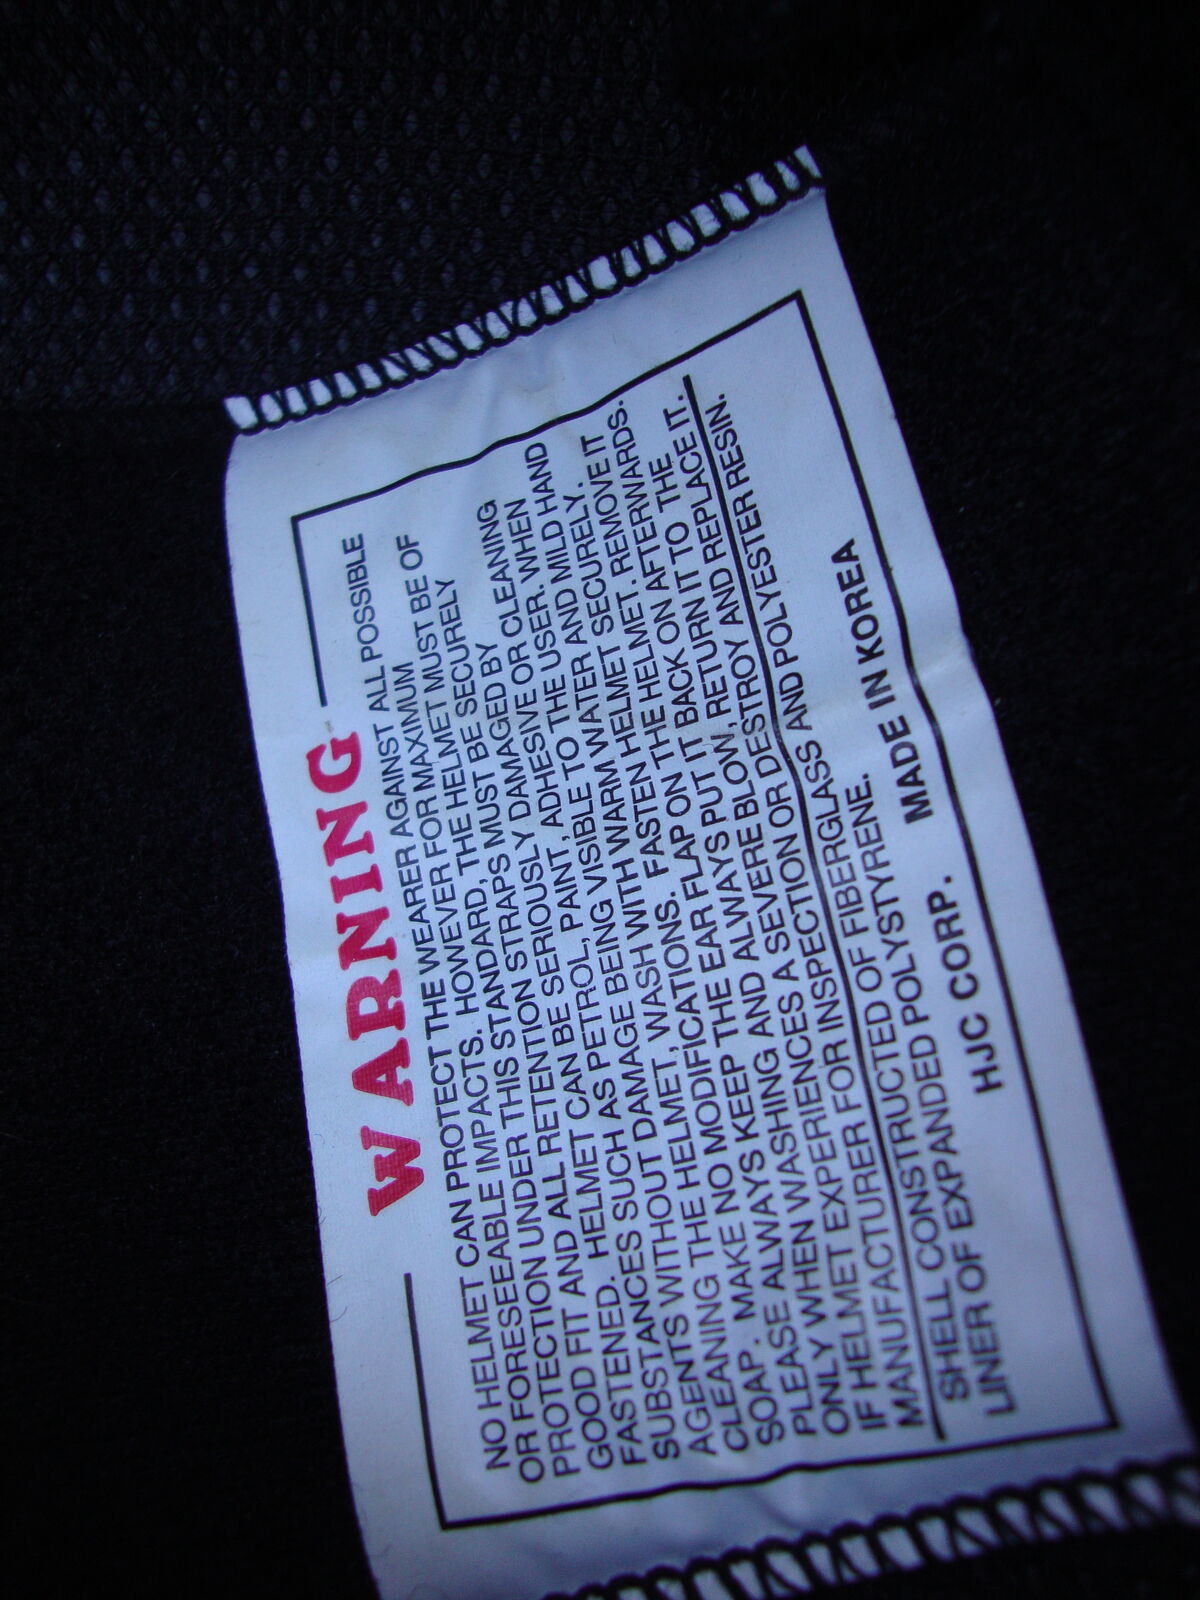 WARNING
NO HELMET CAN PROTECT THE WEARER AGAINST ALL POSSIBLE
OR FORESEEABLE IMPACTS. HOWEVER FOR MAXIMUM
PROTECTION UNDER THIS STANDARD, THE HELMET MUST BE OF
GOOD FIT AND ALL RETENTION STRAPS MUST BE SECURELY
FASTENED. HELMET CAN BE SERIOUSLY DAMAGED BY
SUBSTANCES SUCH AS PETROL, PAINT, ADHESIVE OR CLEANING
AGENTS WITHOUT DAMAGE BEING VISIBLE TO THE USER. WHEN
CLEANING THE HELMET, WASH WITH WARM WATER AND MILD HAND
SOAP. MAKE NO MODIFICATIONS. FASTEN HELMET SECURELY.
PLEASE ALWAYS KEEP THE EAR FLAP ON THE HELMET. REMOVE IT
ONLY WHEN WASHING AND ALWAYS PUT IT BACK ON AFTERWARDS.
IF HELMET EXPERIENCES A SEVERE BLOW, RETURN IT TO THE
MANUFACTURER FOR INSPECTION OR DESTROY AND REPLACE IT.
SHELL CONSTRUCTED OF FIBERGLASS AND POLYESTER RESIN.
LINER OF EXPANDED POLYSTYRENE.
HJC CORP. MADE IN KOREA